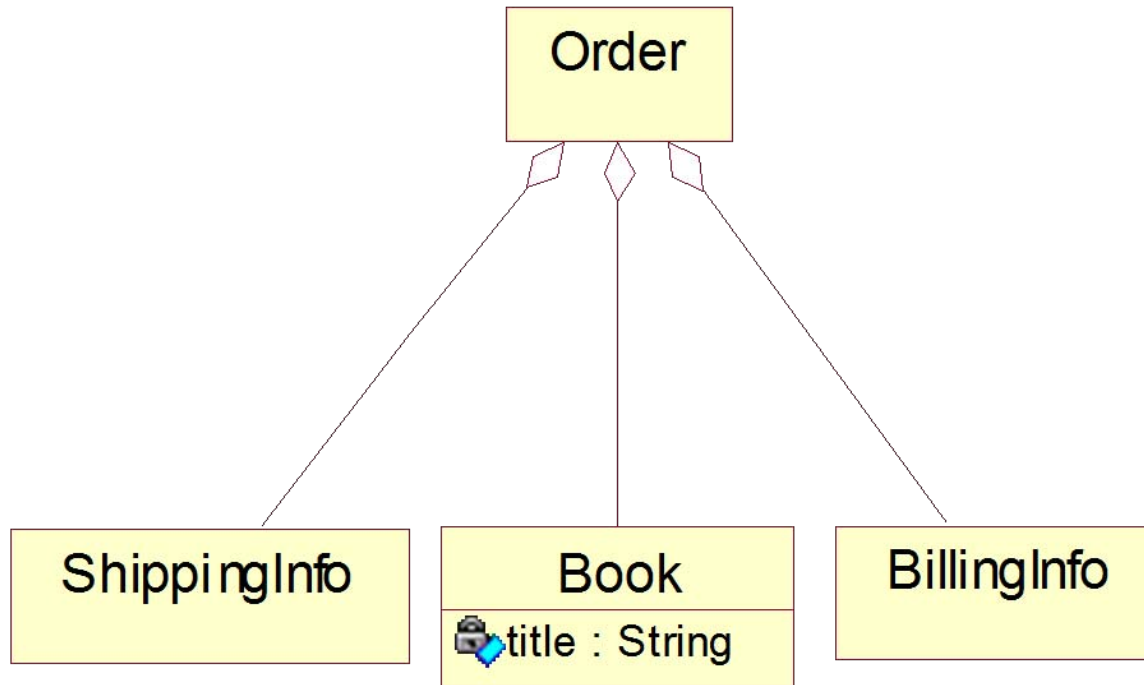 Order
ShippingInfo
Book
title : String
BillingInfo